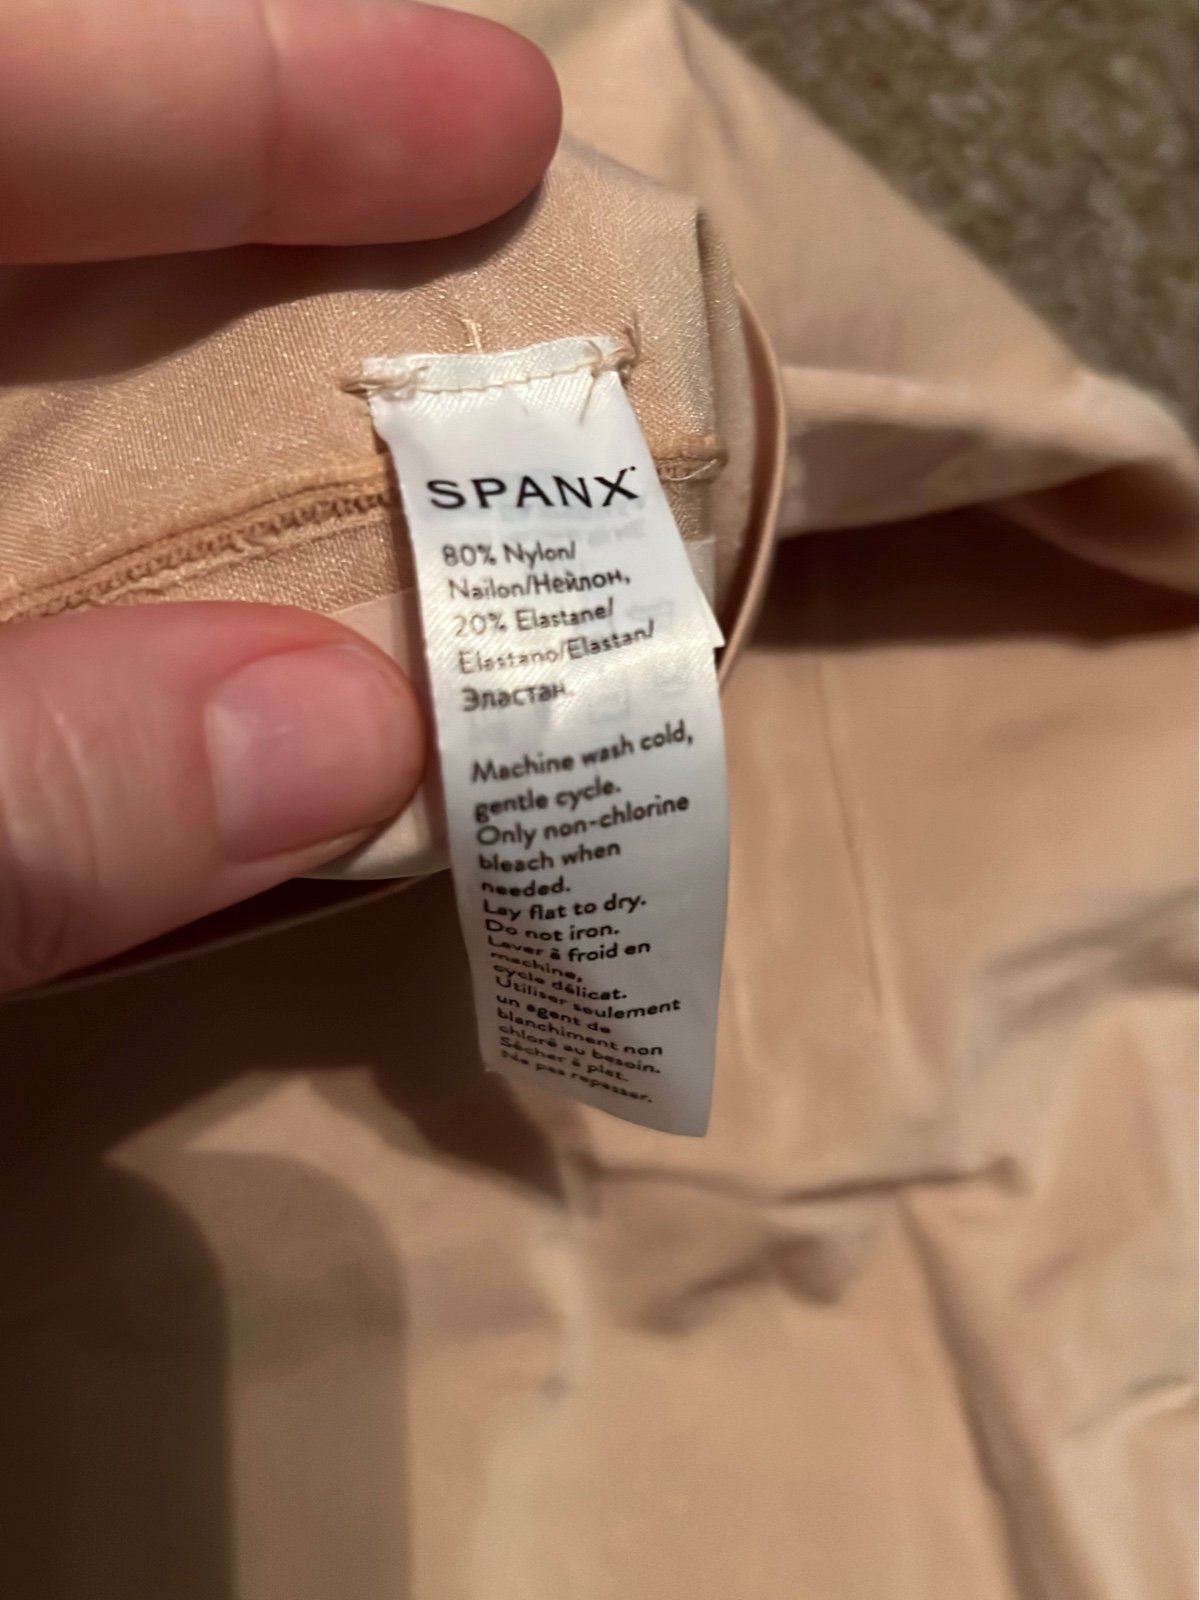 SPANX
80% Nylon/
Nailon/Нейлон,
20% Elastane/
Elastano/Elastan/
Эластан.
Machine wash cold,
gentle cycle.
Only non-chlorine
bleach when
needed.
Lay flat to dry.
Do not iron.
Laver à froid en
machine,
cycle délicat.
Utiliser seulement
un agent de
blanchiment non
chloré au besoin.
Sécher à plat.
Ne pas repasser.